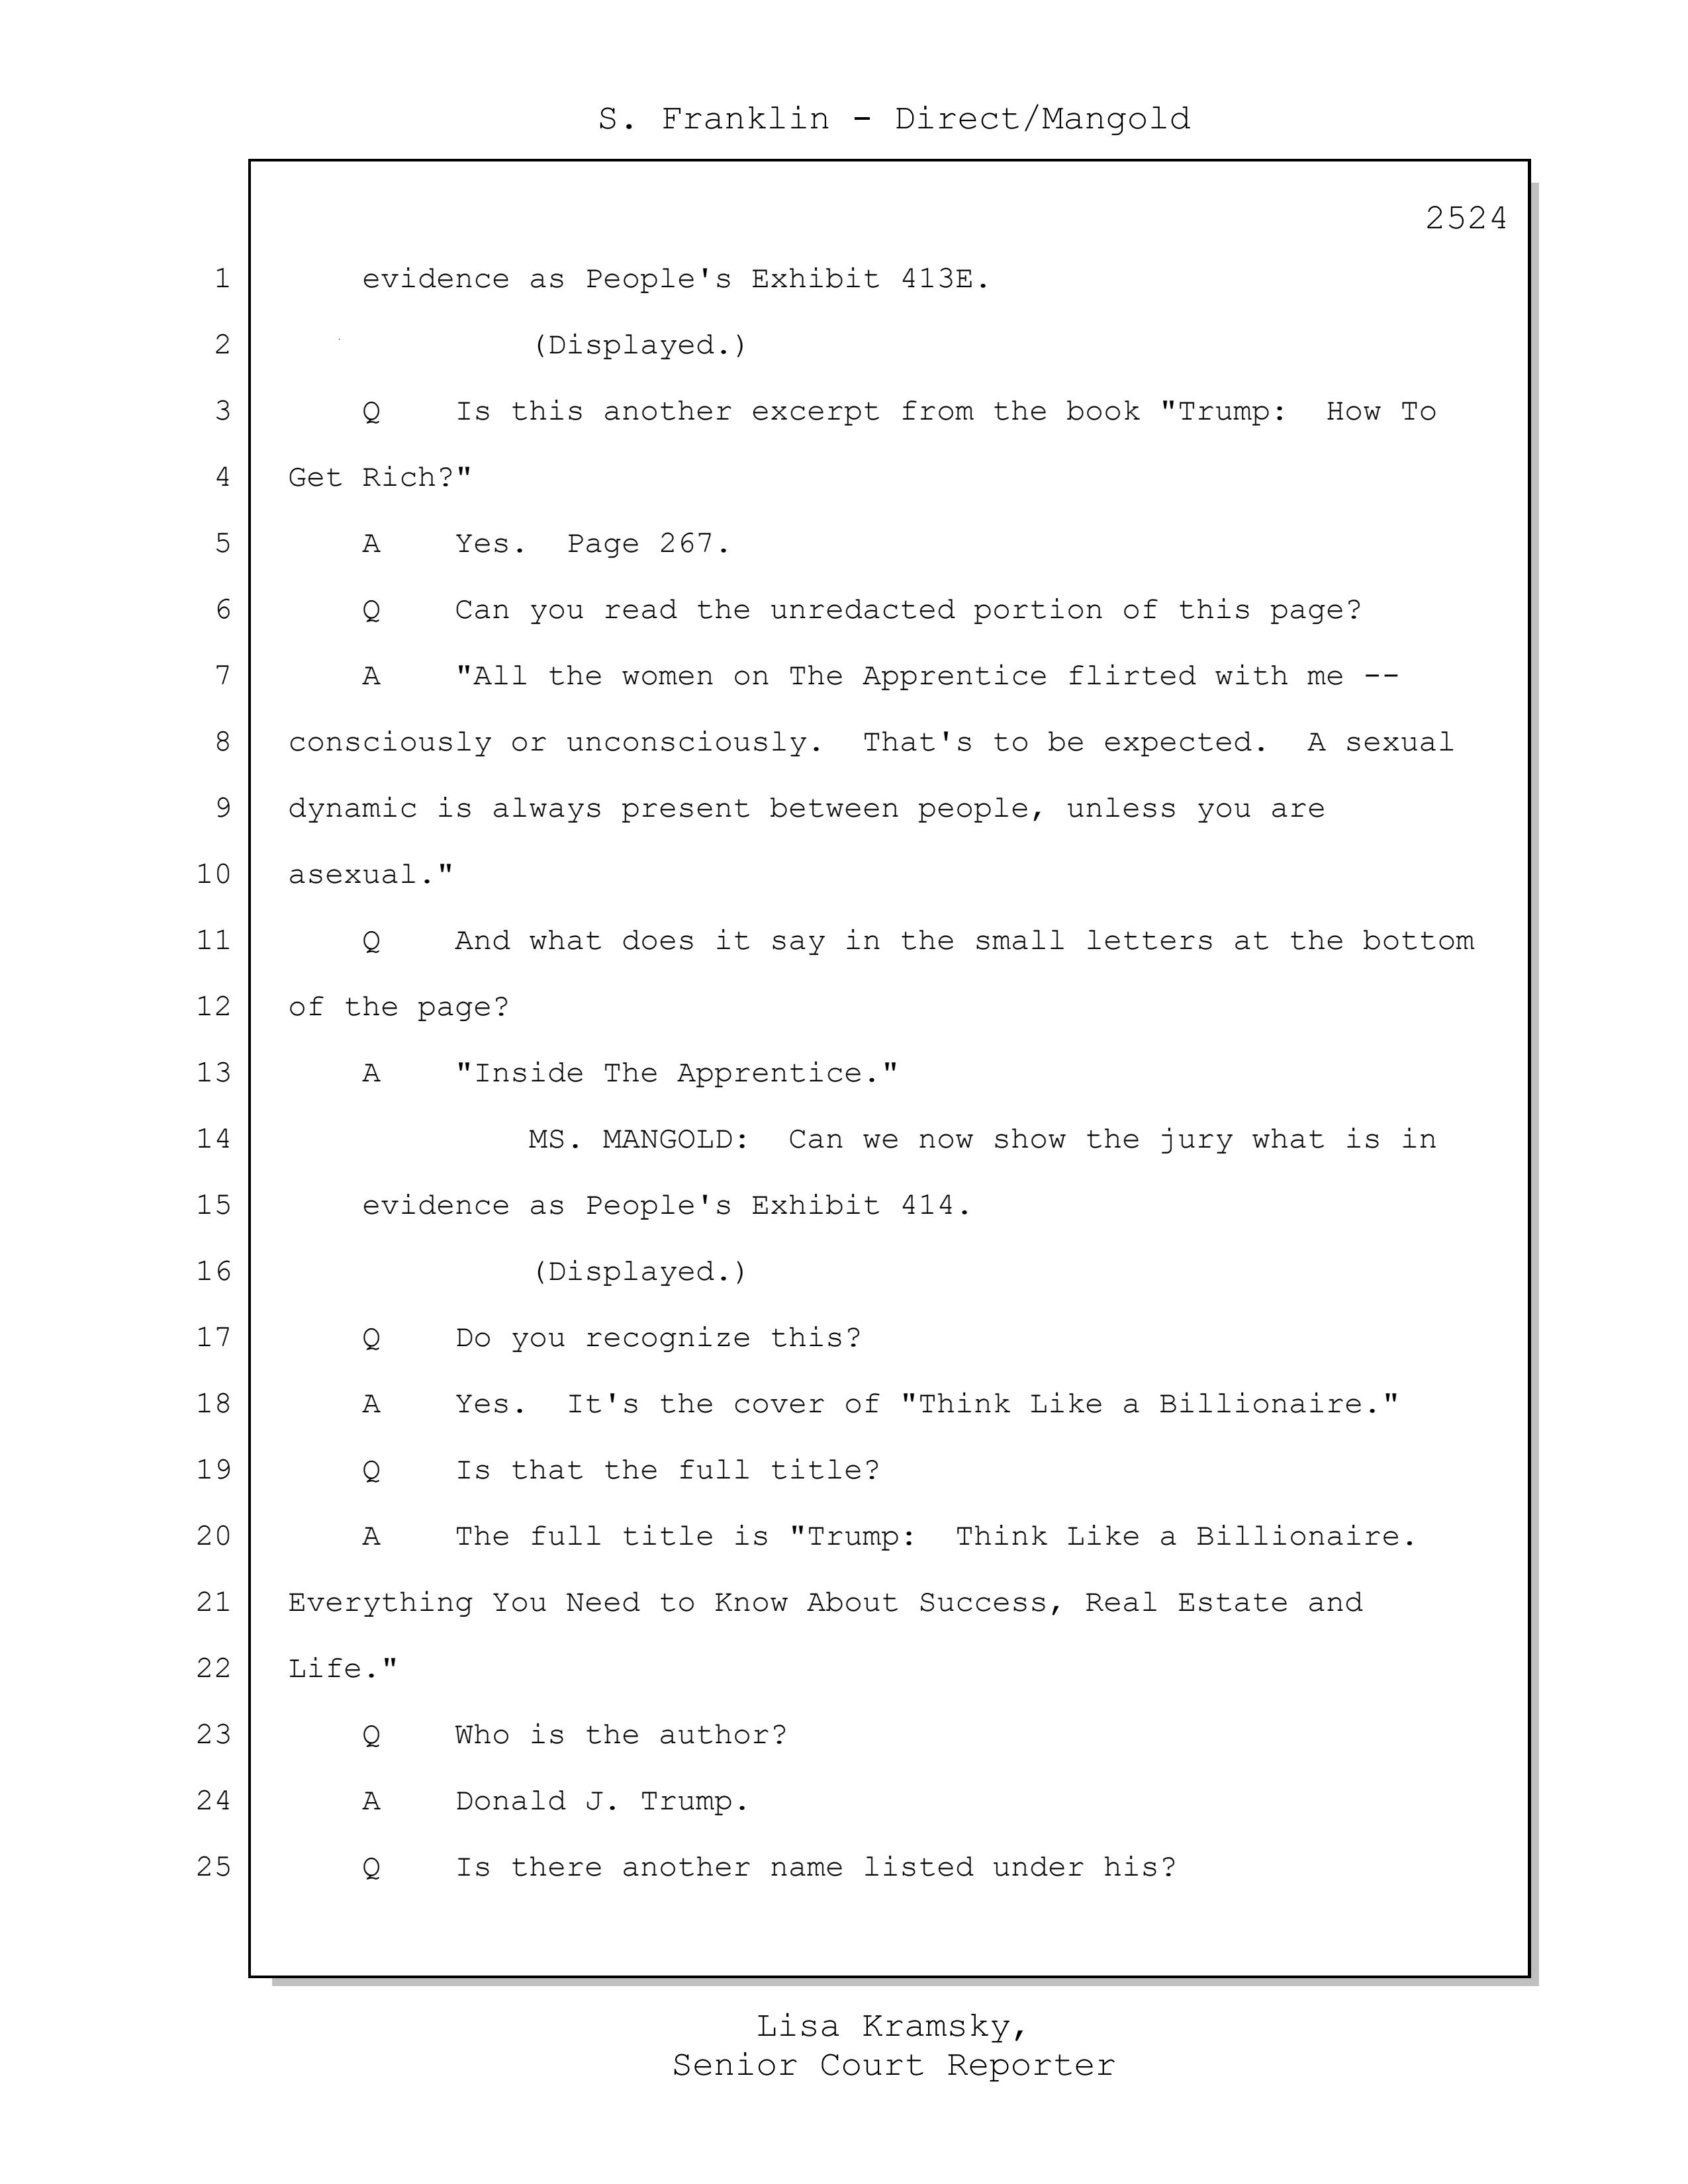 S. Franklin - Direct/Mangold
2524
1 evidence as People's Exhibit 413E.
2 (Displayed.)
3 Q Is this another excerpt from the book "Trump: How To
4 Get Rich?"
5 A Yes. Page 267.
6 Q Can you read the unredacted portion of this page?
7 A "All the women on The Apprentice flirted with me --
8 consciously or unconsciously. That's to be expected. A sexual
9 dynamic is always present between people, unless you are
10 asexual."
11 Q And what does it say in the small letters at the bottom
12 of the page?
13 A "Inside The Apprentice."
14 MS. MANGOLD: Can we now show the jury what is in
15 evidence as People's Exhibit 414.
16 (Displayed.)
17 Q Do you recognize this?
18 A Yes. It's the cover of "Think Like a Billionaire."
19 Q Is that the full title?
20 A The full title is "Trump: Think Like a Billionaire.
21 Everything You Need to Know About Success, Real Estate and
22 Life."
23 Q Who is the author?
24 A Donald J. Trump.
25 Q Is there another name listed under his?
Lisa Kramsky,
Senior Court Reporter